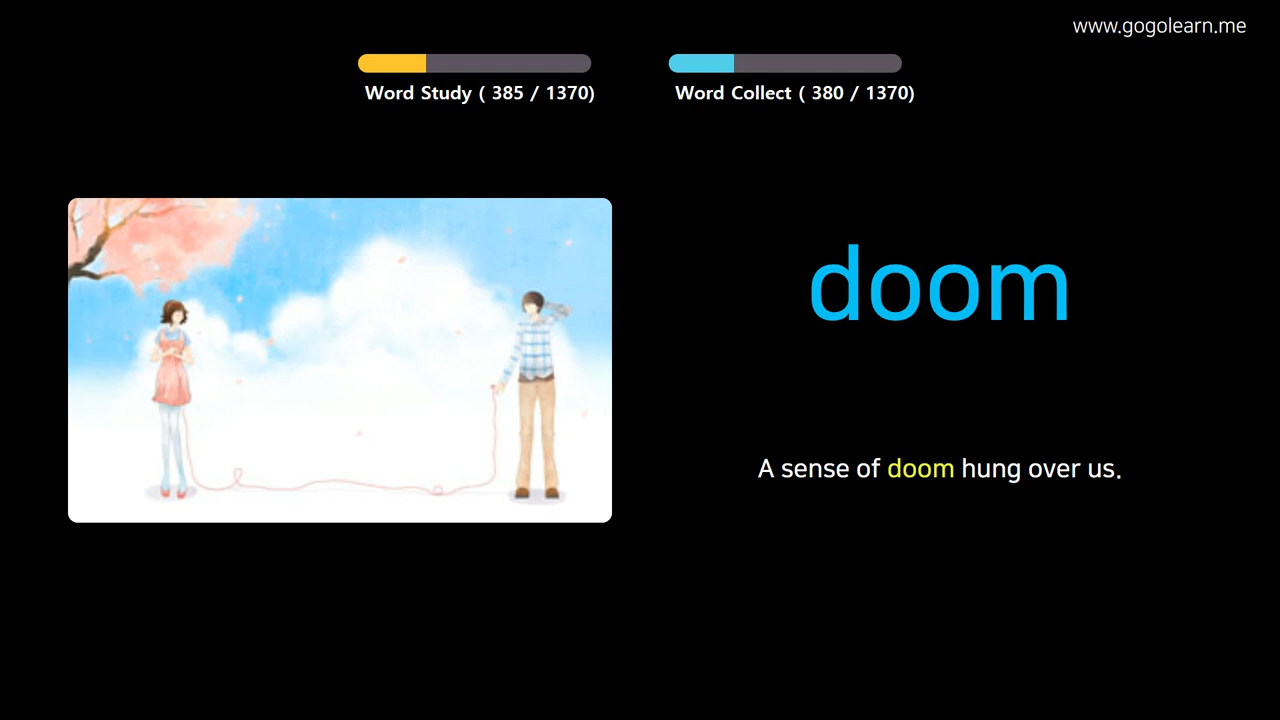 www.gogolearn.me
Word Study ( 385 / 1370)
Word Collect ( 380 / 1370)
doom
A sense of doom hung over us.